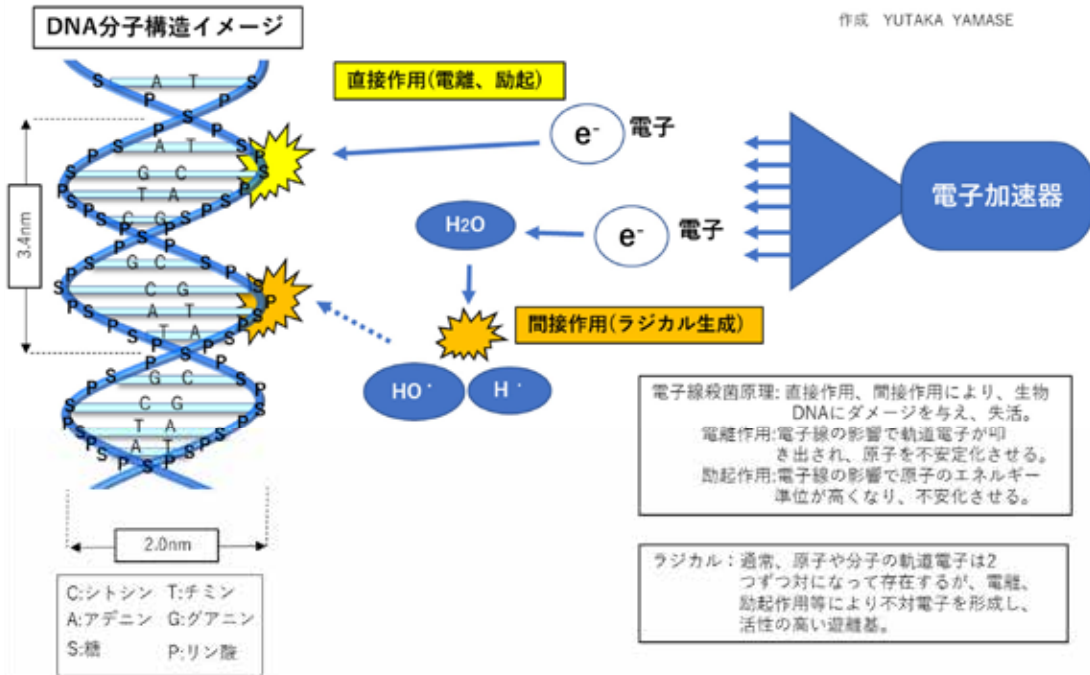 作成 YUTAKA YAMASE
DNA分子構造イメージ
直接作用(電離、励起)
e⁻ 電子
電子加速器
e⁻ 電子
H2O
間接作用(ラジカル生成)
HO・ H・
3.4nm
2.0nm
S A T S
P P
P S P
P S A T P
S G C S
P T A P
S C G S P
P S P
S G C S P
C G
A T P
T A
P S P
S G C S P
C G
T A
A T S
P S P S
C:シトシン T:チミン
A:アデニン G:グアニン
S:糖 P:リン酸
電子線殺菌原理: 直接作用、間接作用により、生物
DNAにダメージを与え、失活。
電離作用:電子線の影響で軌道電子が叩
き出され、原子を不安定化させる。
励起作用:電子線の影響で原子のエネルギー
準位が高くなり、不安化させる。
ラジカル：通常、原子や分子の軌道電子は2
つずつ対になって存在するが、電離、
励起作用等により不対電子を形成し、
活性の高い遊離基。